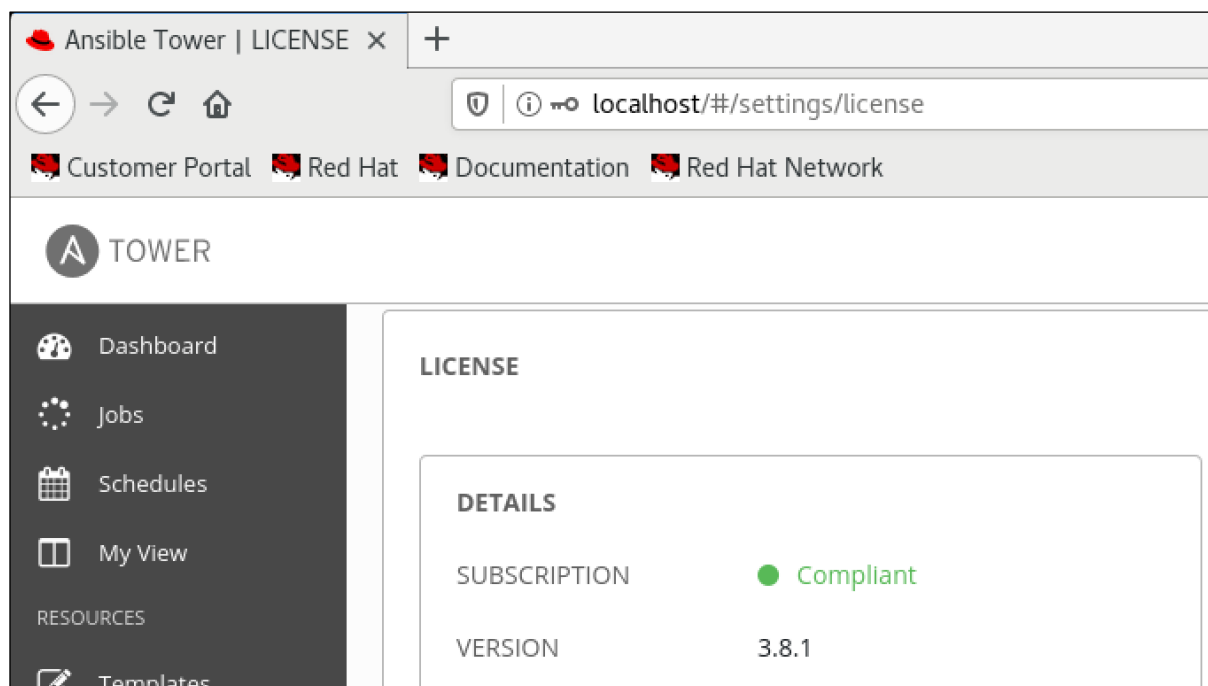 Ansible Tower | LICENSE
localhost/#/settings/license
Customer Portal Red Hat Documentation Red Hat Network
A TOWER
Dashboard
Jobs
Schedules
My View
RESOURCES
Templates
LICENSE
DETAILS
SUBSCRIPTION Compliant
VERSION 3.8.1